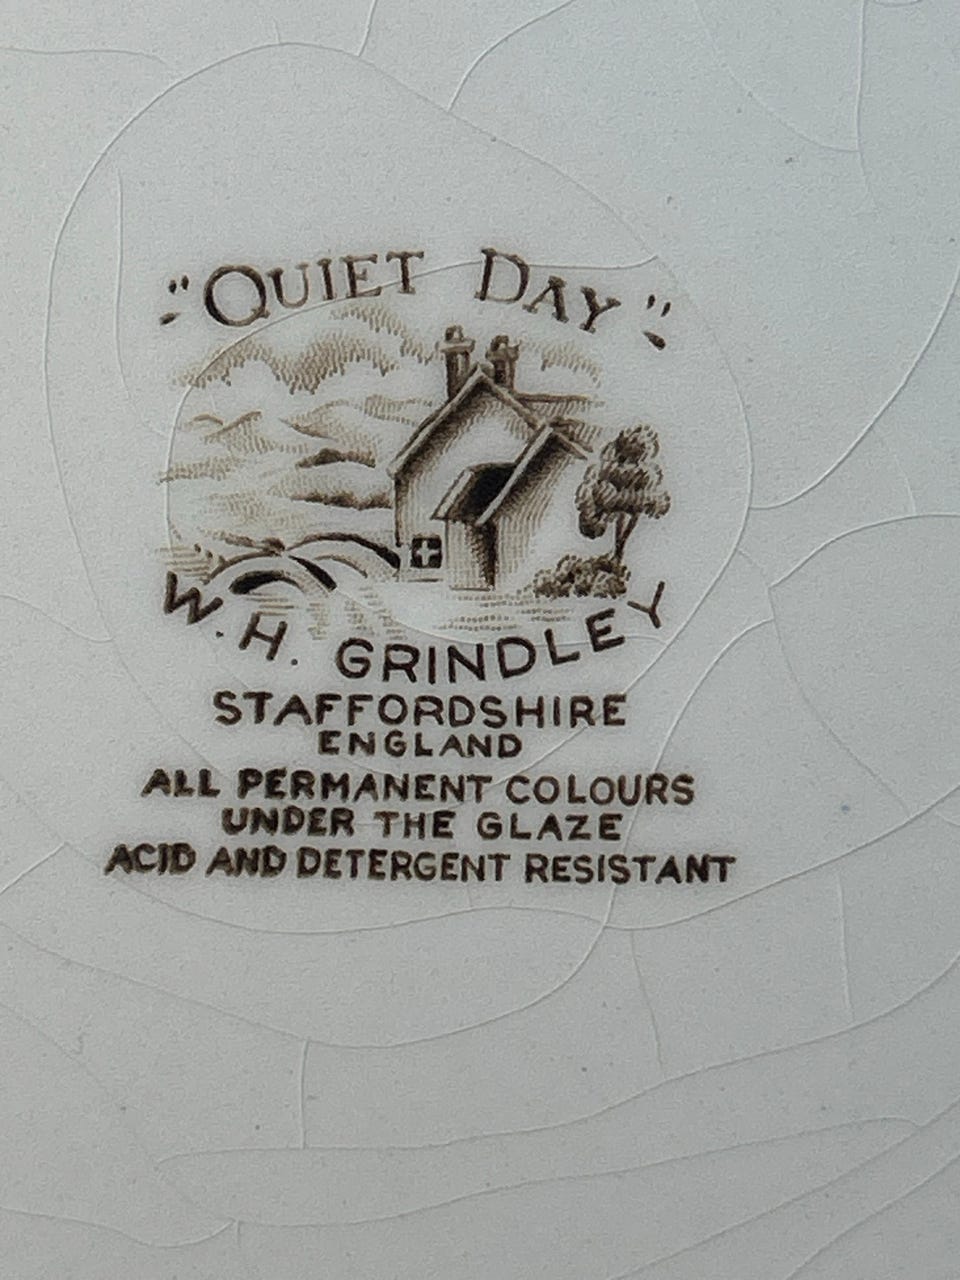 "QUIET DAY"
W. H. GRINDLEY
STAFFORDSHIRE
ENGLAND
ALL PERMANENT COLOURS
UNDER THE GLAZE
ACID AND DETERGENT RESISTANT